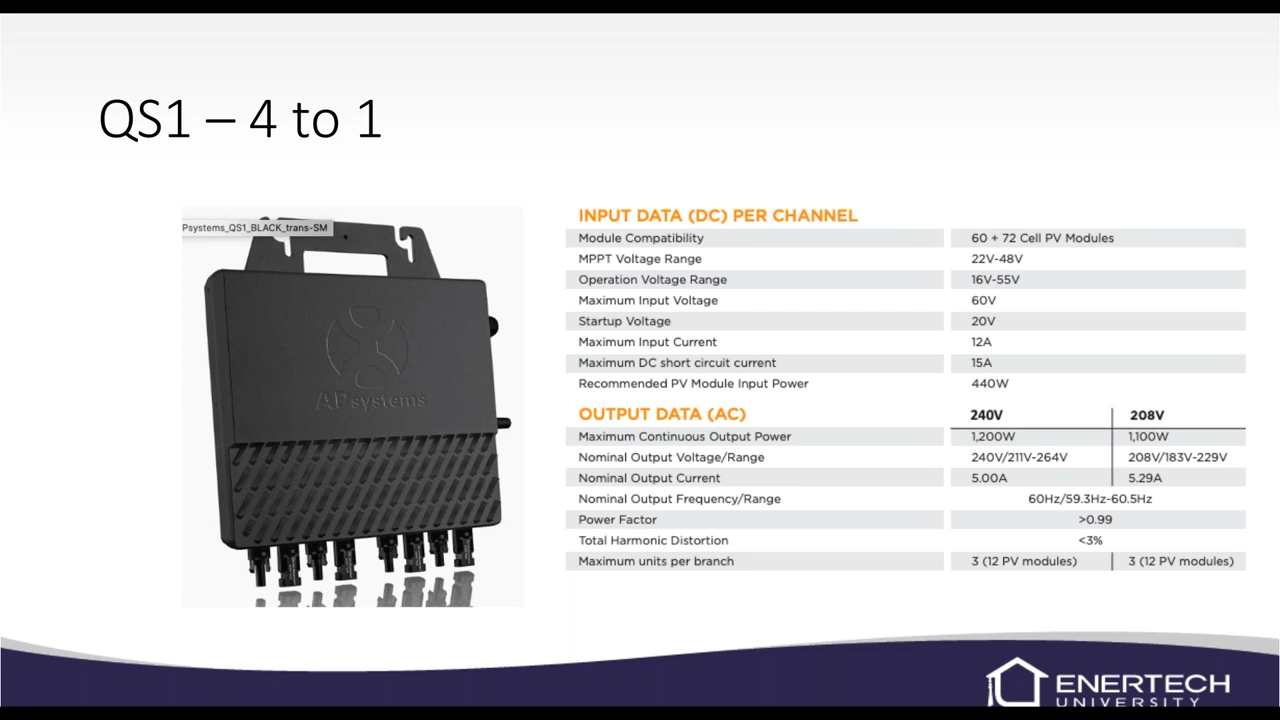 QS1 – 4 to 1
Psystems_QS1_BLACK_trans-SM
APsystems
INPUT DATA (DC) PER CHANNEL
Module Compatibility 60 + 72 Cell PV Modules
MPPT Voltage Range 22V-48V
Operation Voltage Range 16V-55V
Maximum Input Voltage 60V
Startup Voltage 20V
Maximum Input Current 12A
Maximum DC short circuit current 15A
Recommended PV Module Input Power 440W
OUTPUT DATA (AC) 240V 208V
Maximum Continuous Output Power 1,200W 1,100W
Nominal Output Voltage/Range 240V/211V-264V 208V/183V-229V
Nominal Output Current 5.00A 5.29A
Nominal Output Frequency/Range 60Hz/59.3Hz-60.5Hz
Power Factor >0.99
Total Harmonic Distortion <3%
Maximum units per branch 3 (12 PV modules) 3 (12 PV modules)
ENERTECH
UNIVERSITY